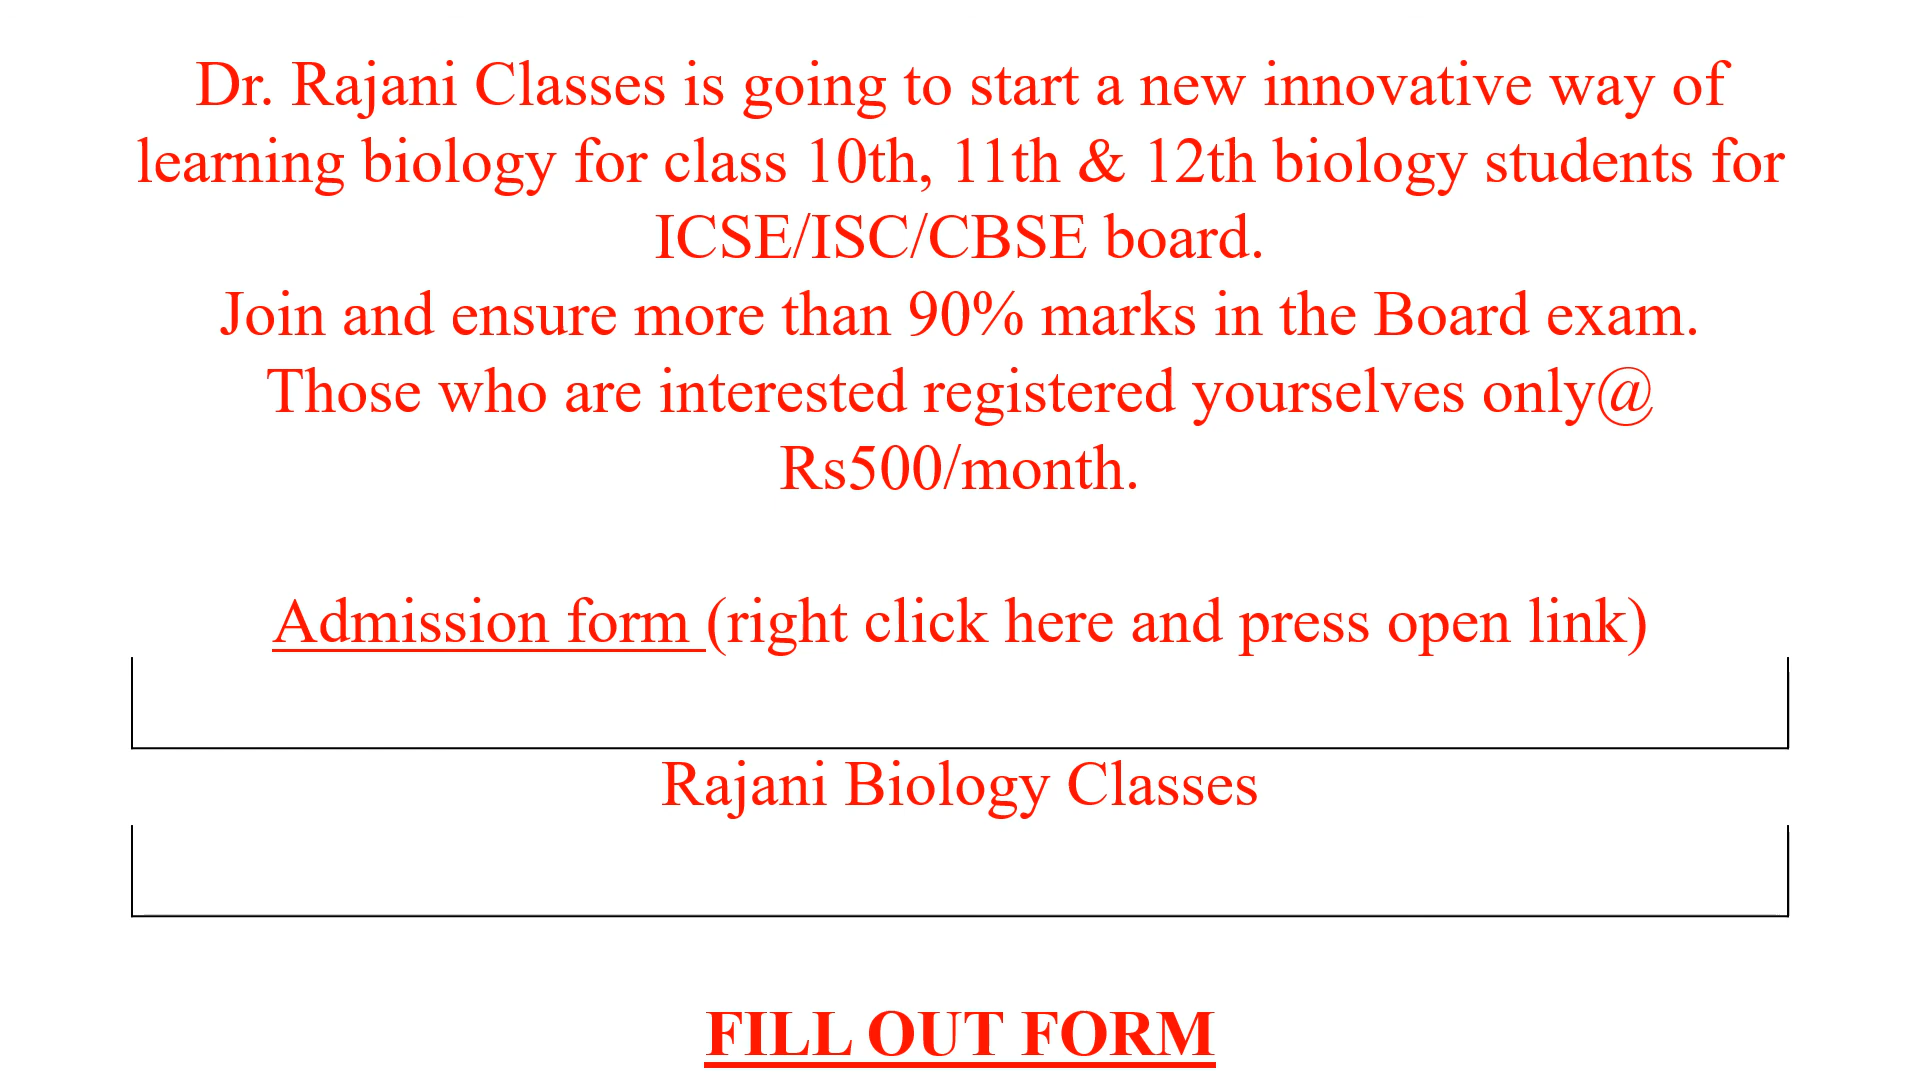 Dr. Rajani Classes is going to start a new innovative way of
learning biology for class 10th, 11th & 12th biology students for
ICSE/ISC/CBSE board.
Join and ensure more than 90% marks in the Board exam.
Those who are interested registered yourselves only@
Rs500/month.
Admission form (right click here and press open link)
Rajani Biology Classes
FILL OUT FORM